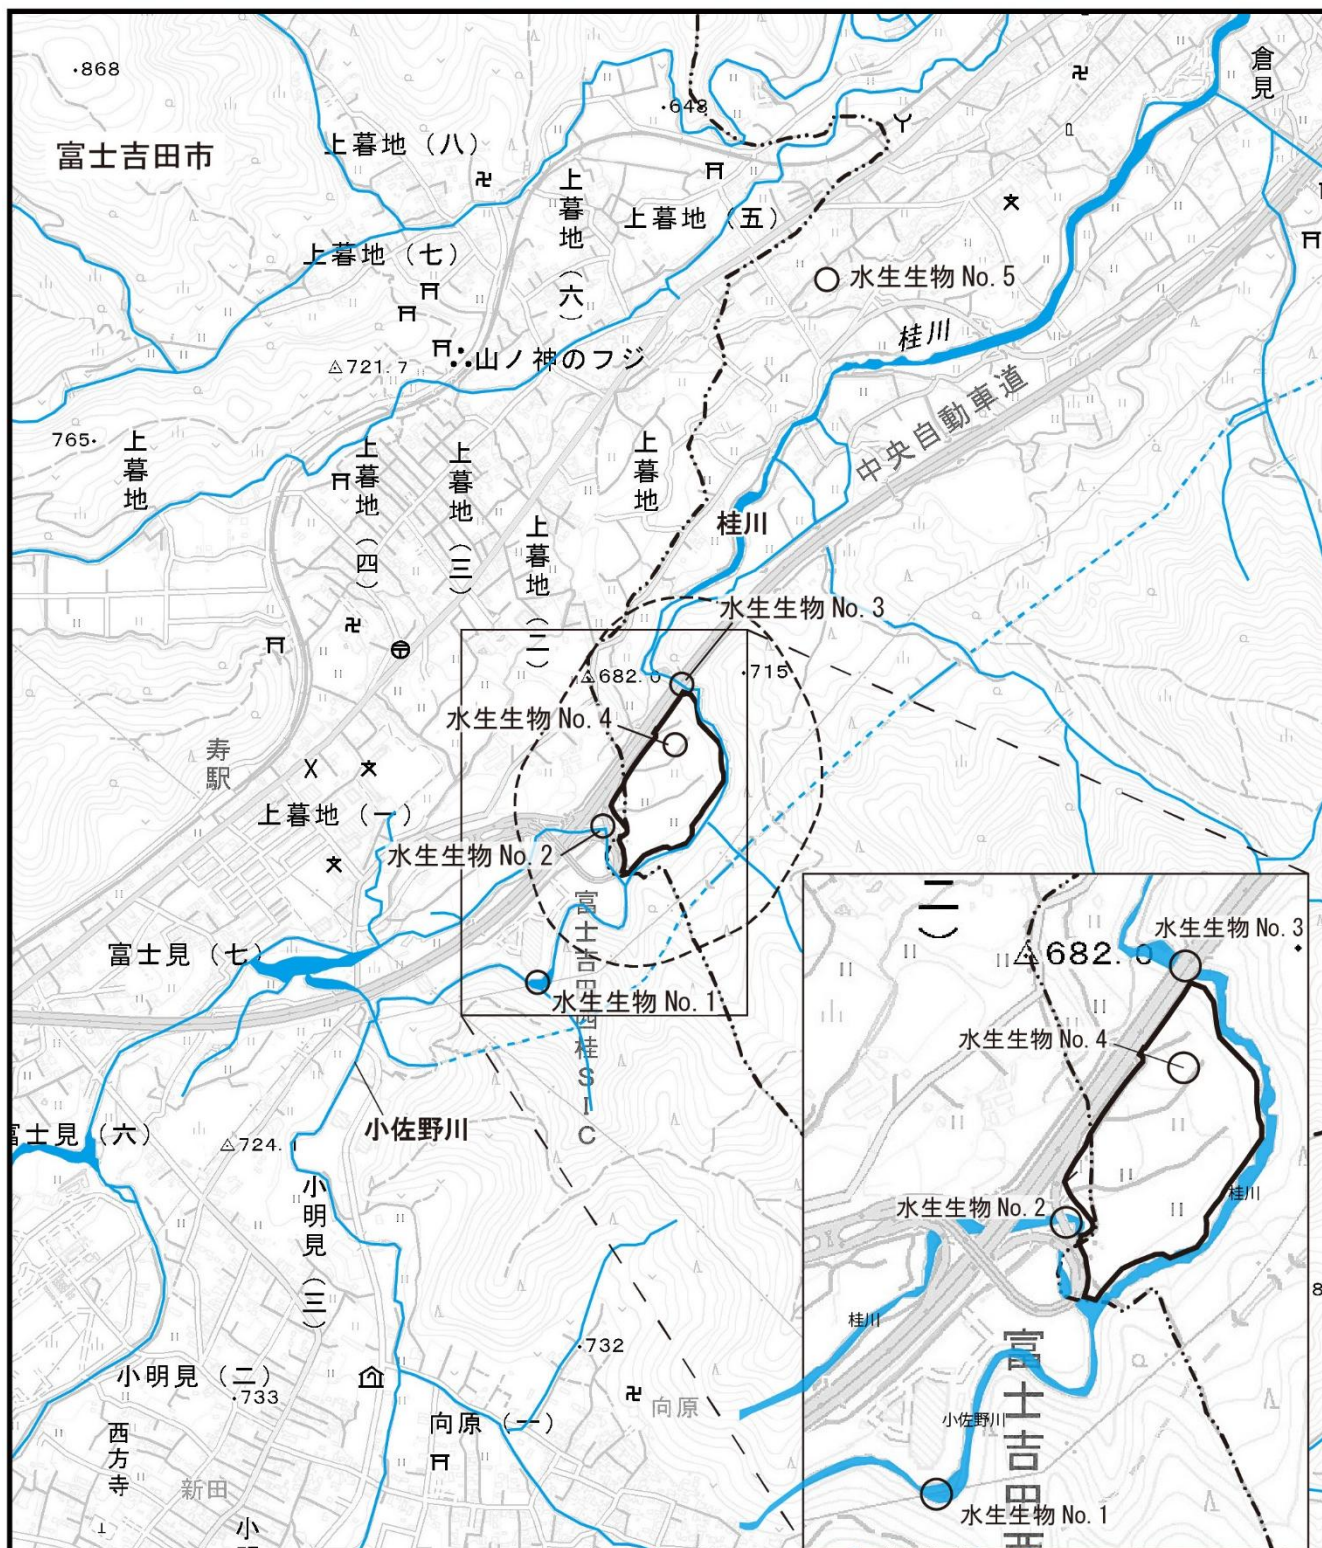 ・868
富士吉田市
上暮地（八）
・648
倉見
上暮地（六）
上暮地（五）
上暮地（七）
水生生物 No. 5
桂川
山ノ神のフジ
△721.7
中央自動車道
765・
上暮地
上暮地（四）
上暮地（三）
上暮地
上暮地（二）
桂川
水生生物 No. 3
△682.0
・715
水生生物 No. 4
寿駅
上暮地（一）
水生生物 No. 2
富士吉田西桂SIC
富士見（七）
水生生物 No. 1
小佐野川
富士見（六）
△724.1
小明見（三）
・732
小明見（二）
・733
向原
向原（一）
西方寺
新田
二）
△682.0
水生生物 No. 3
水生生物 No. 4
水生生物 No. 2
桂川
桂川
小佐野川
富士吉田西
水生生物 No. 1